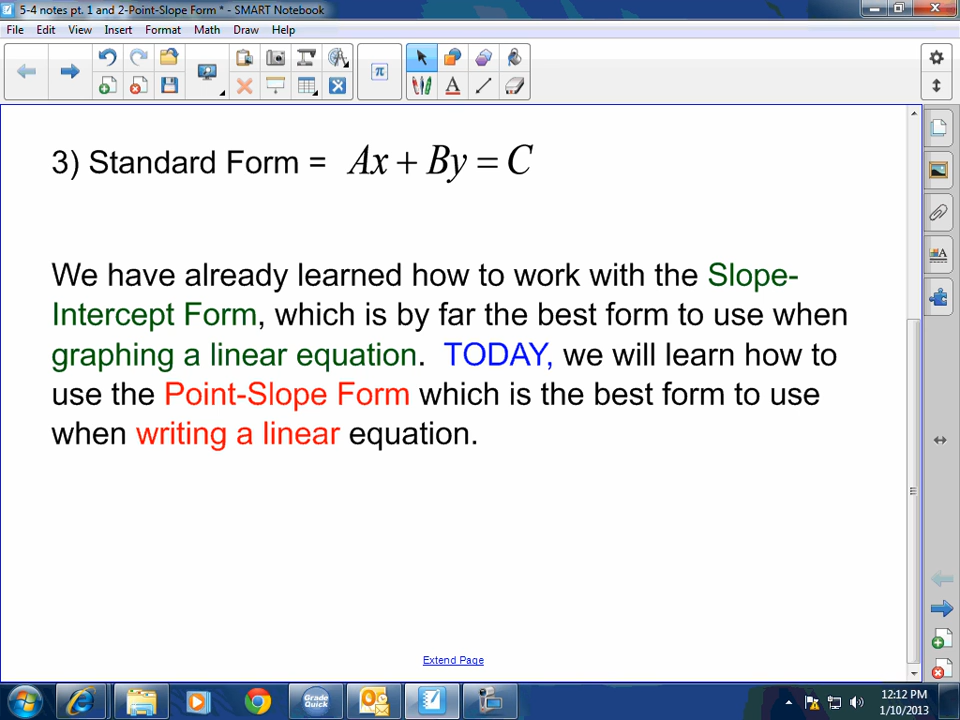 5-4 notes pt. 1 and 2-Point-Slope Form * - SMART Notebook
File Edit View Insert Format Math Draw Help
π
A
3) Standard Form = Ax + By = C
We have already learned how to work with the Slope-
Intercept Form, which is by far the best form to use when
graphing a linear equation. TODAY, we will learn how to
use the Point-Slope Form which is the best form to use
when writing a linear equation.
Extend Page
Grade
Quick
12:12 PM
1/10/2013